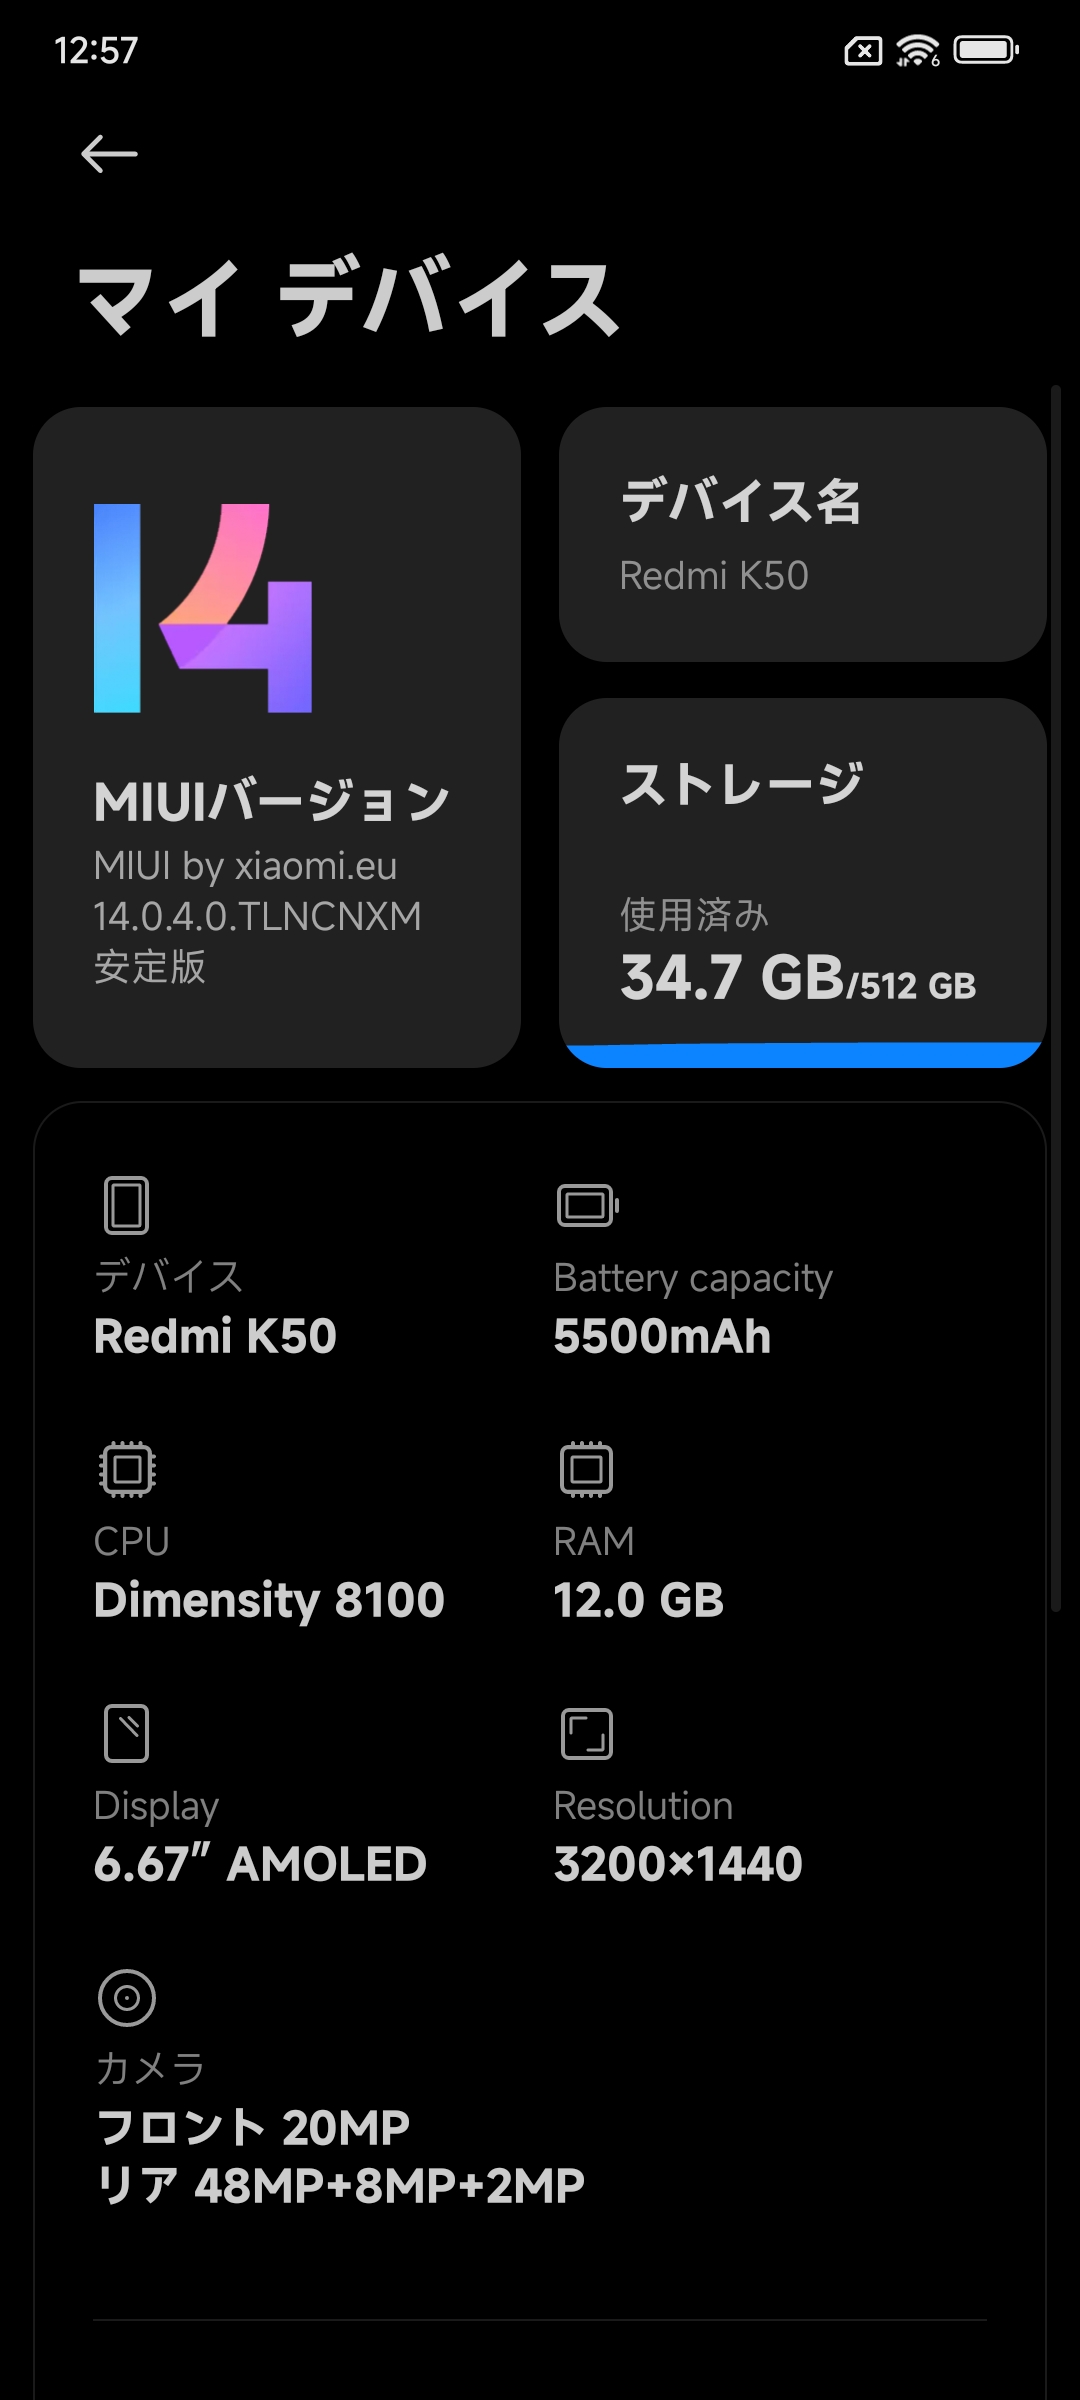 12:57
6
マイ デバイス
14
MIUIバージョン
MIUI by xiaomi.eu
14.0.4.0.TLNCNXM
安定版
デバイス名
Redmi K50
ストレージ
使用済み
34.7 GB/512 GB
デバイス
Redmi K50
Battery capacity
5500mAh
CPU
Dimensity 8100
RAM
12.0 GB
Display
6.67″ AMOLED
Resolution
3200×1440
カメラ
フロント 20MP
リア 48MP+8MP+2MP